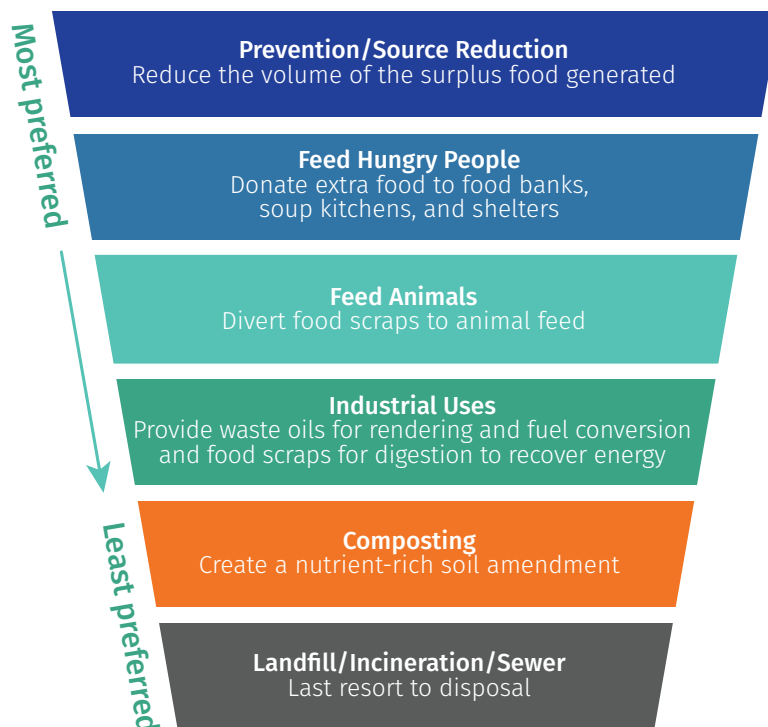 Most preferred
Prevention/Source Reduction
Reduce the volume of the surplus food generated
Feed Hungry People
Donate extra food to food banks,
soup kitchens, and shelters
Feed Animals
Divert food scraps to animal feed
Industrial Uses
Provide waste oils for rendering and fuel conversion
and food scraps for digestion to recover energy
Composting
Create a nutrient-rich soil amendment
Least preferred
Landfill/Incineration/Sewer
Last resort to disposal